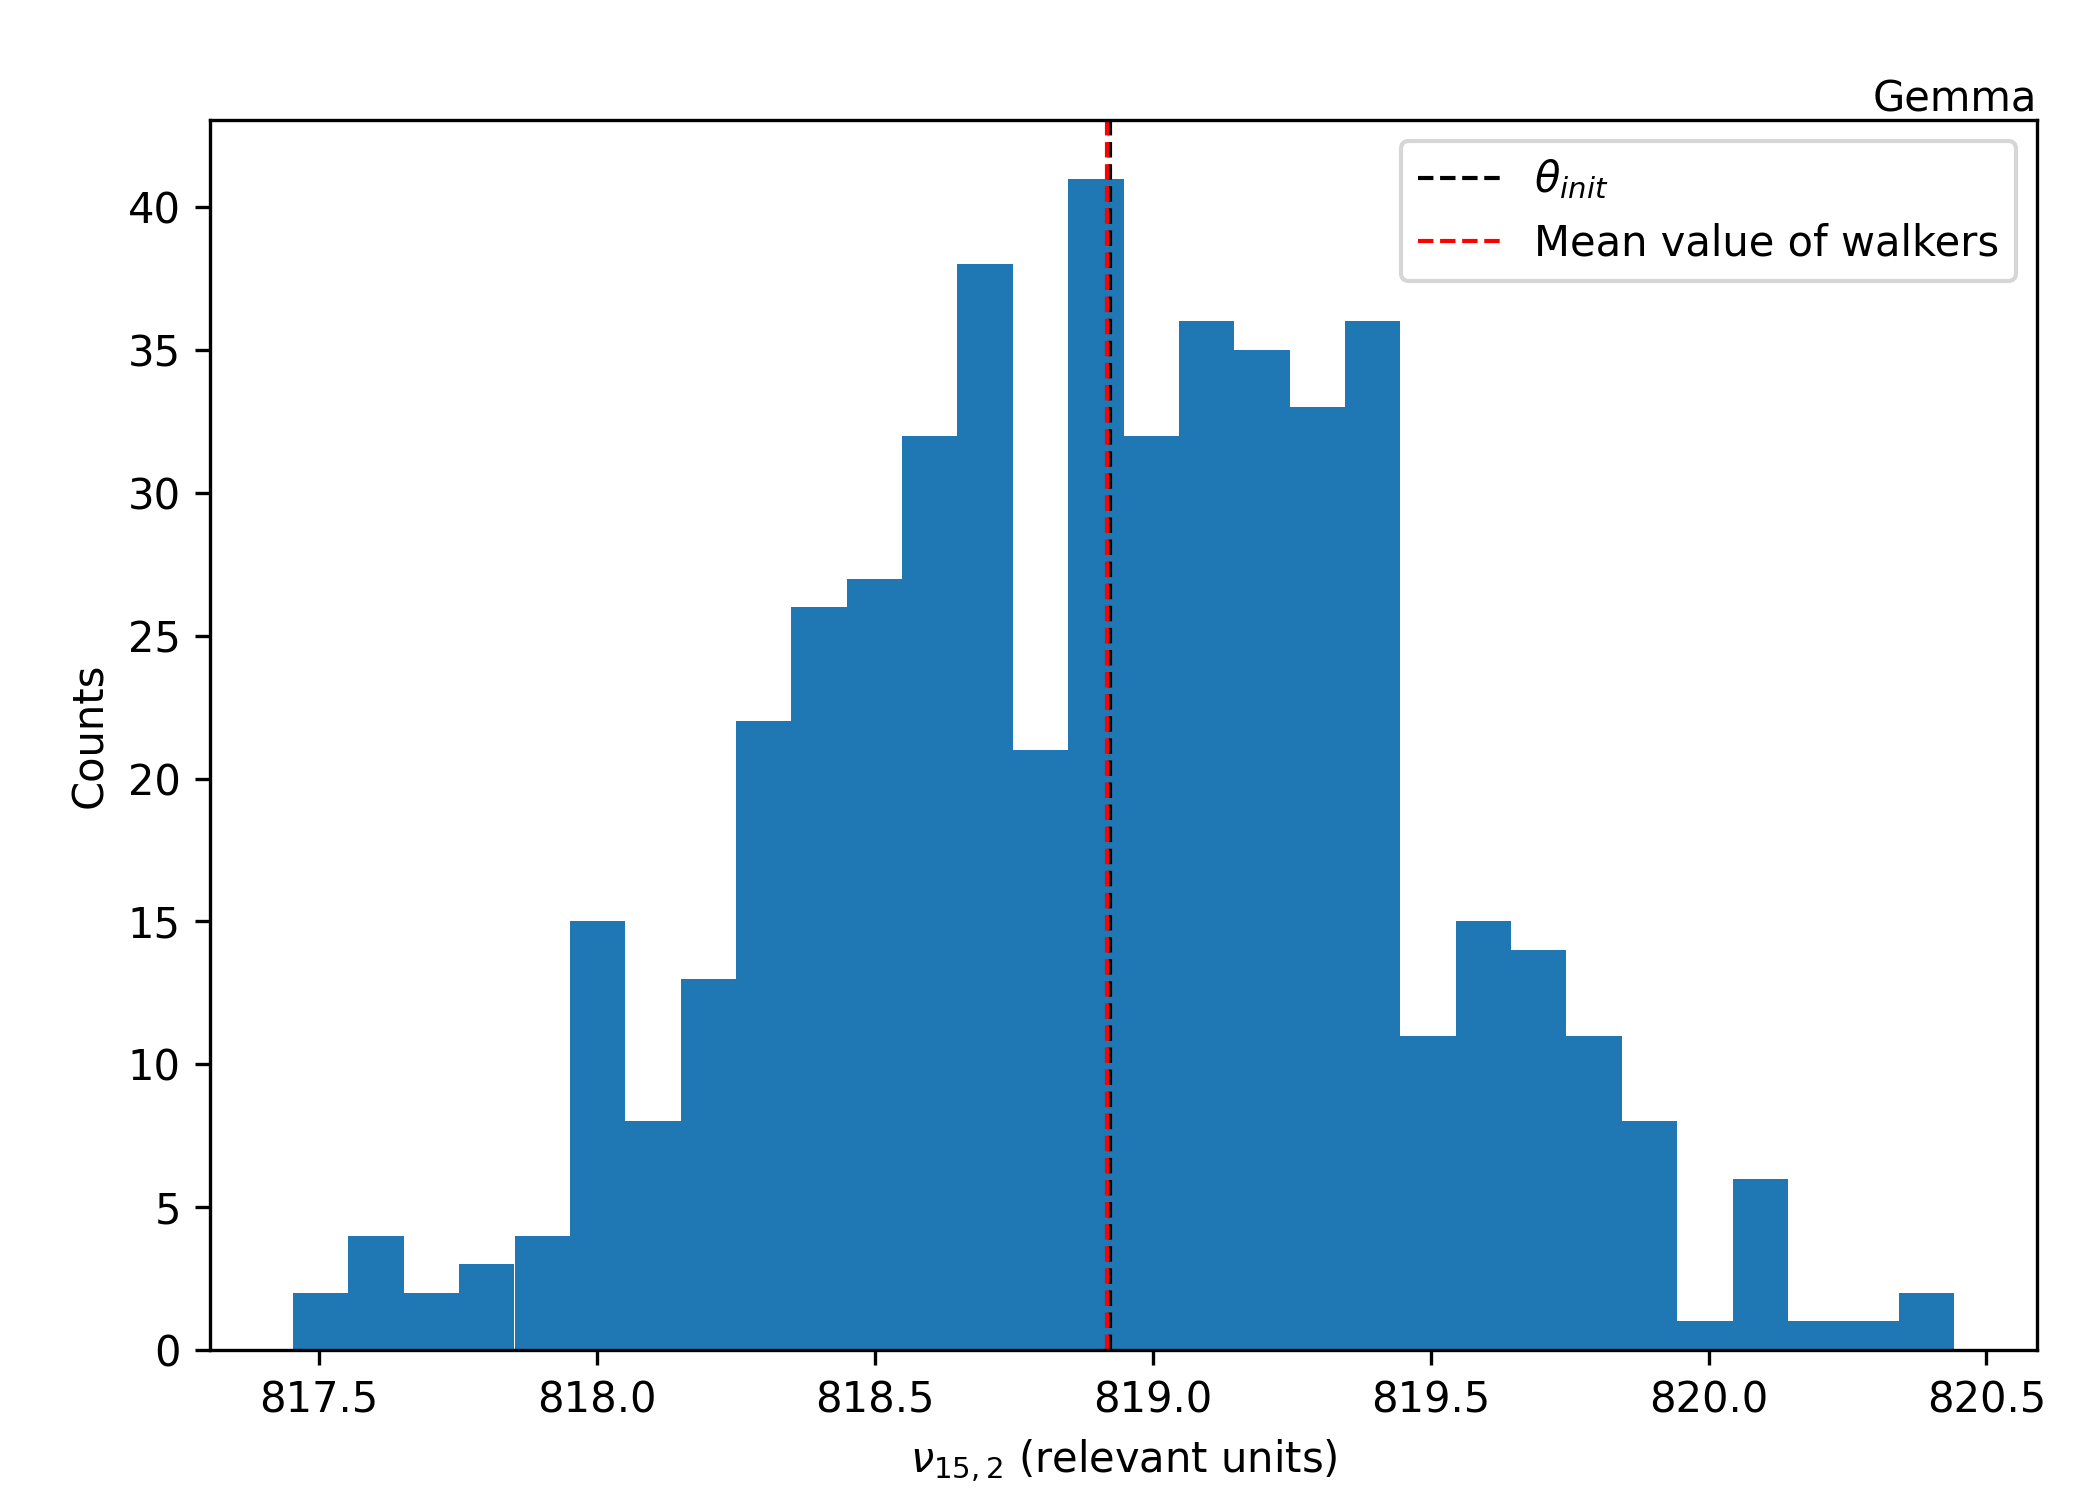 Gemma
θinit
Mean value of walkers
Counts
40
35
30
25
20
15
10
5
0
817.5 818.0 818.5 819.0 819.5 820.0 820.5
ν15, 2 (relevant units)